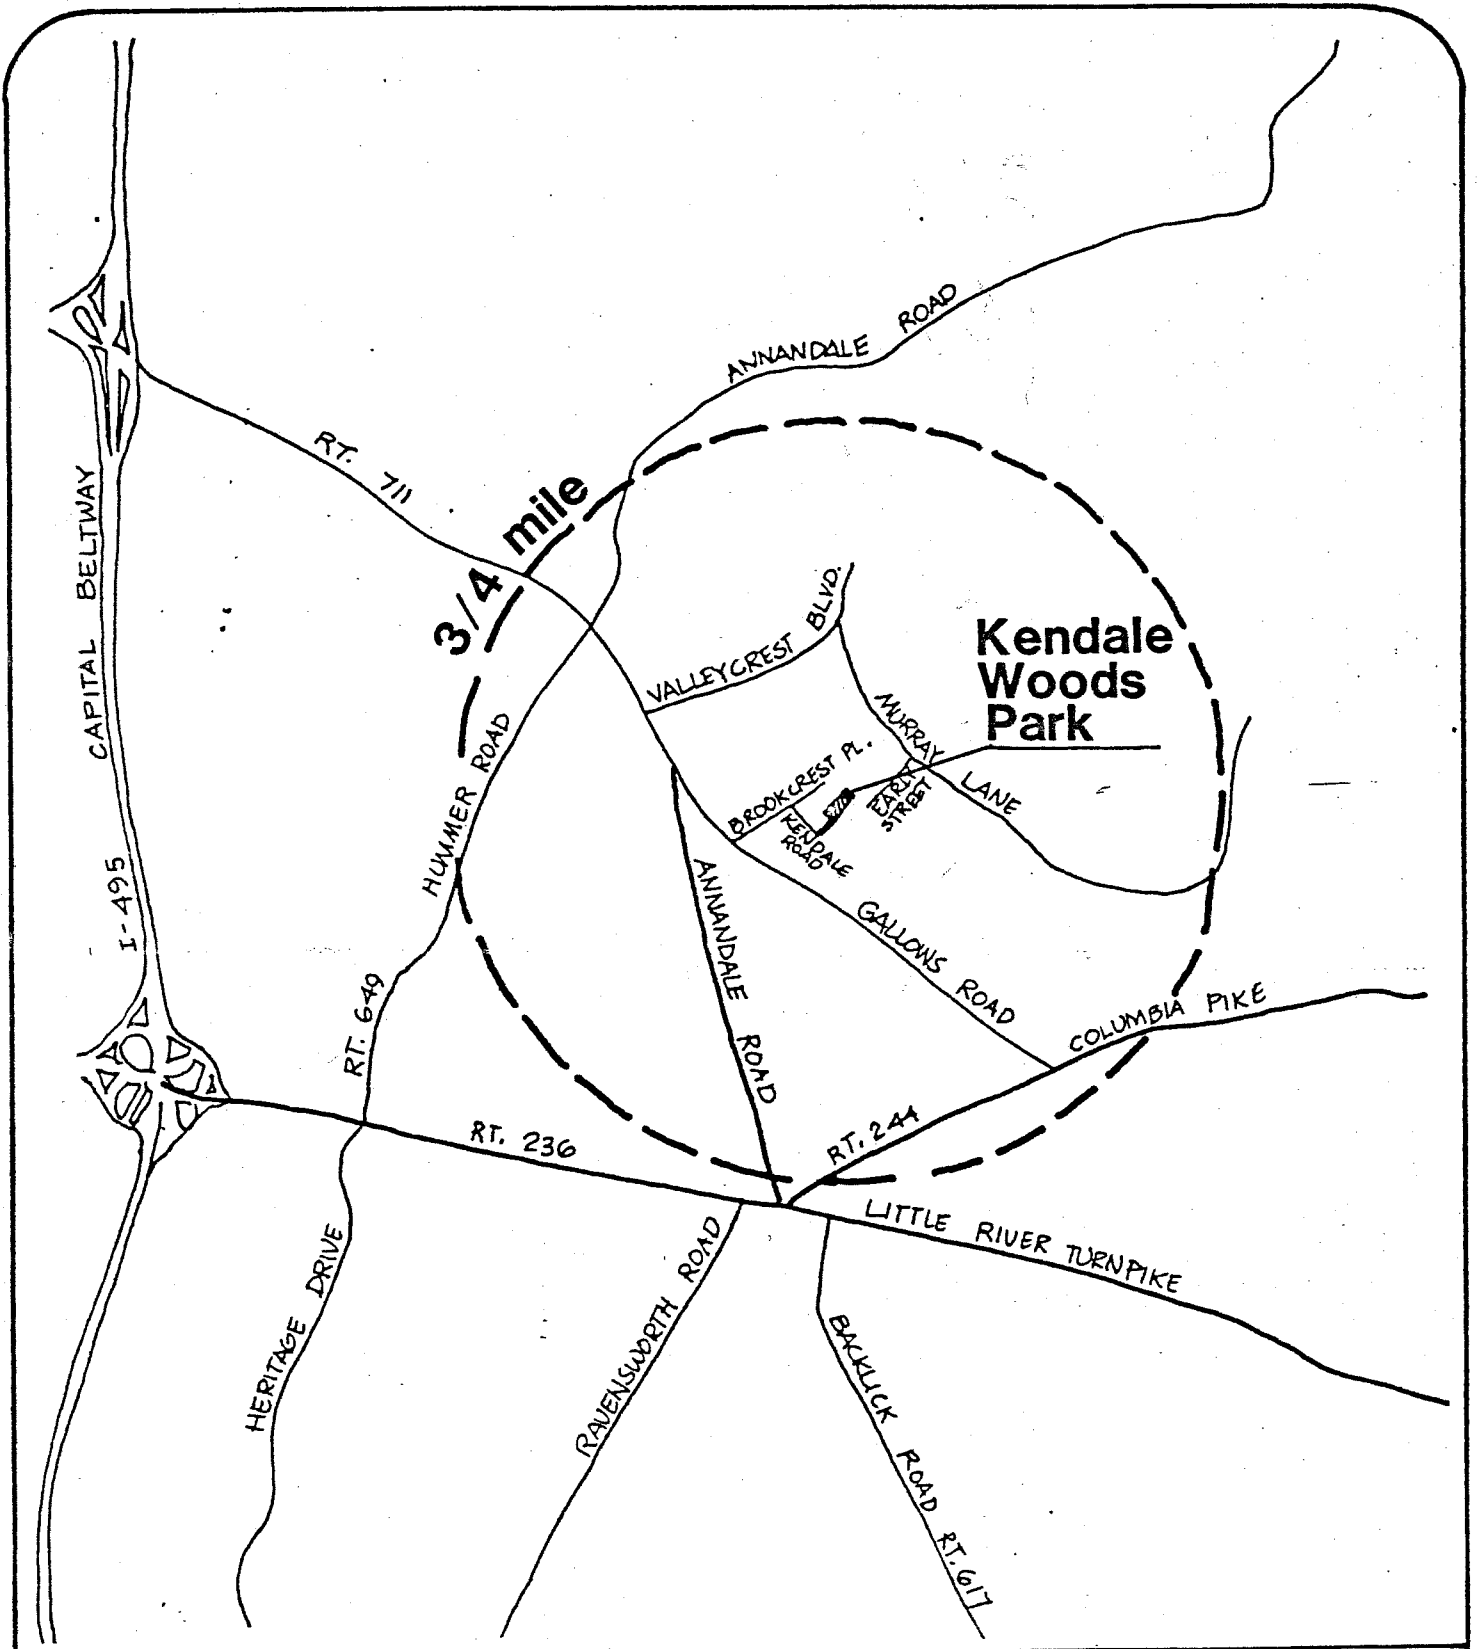 ANNANDALE ROAD
RT. 711
3/4 mile
CAPITAL BELTWAY
I-495
VALLEYCREST BLVD.
Kendale
Woods
Park
MURRAY LANE
HUMMER ROAD
BROOKCREST PL.
EARLY
STREET
KENDALE
ROAD
ANNANDALE ROAD
GALLOWS ROAD
RT. 649
COLUMBIA PIKE
RT. 236
RT. 244
LITTLE RIVER TURNPIKE
HERITAGE DRIVE
RAVENSWORTH ROAD
BACKLICK ROAD RT. 617